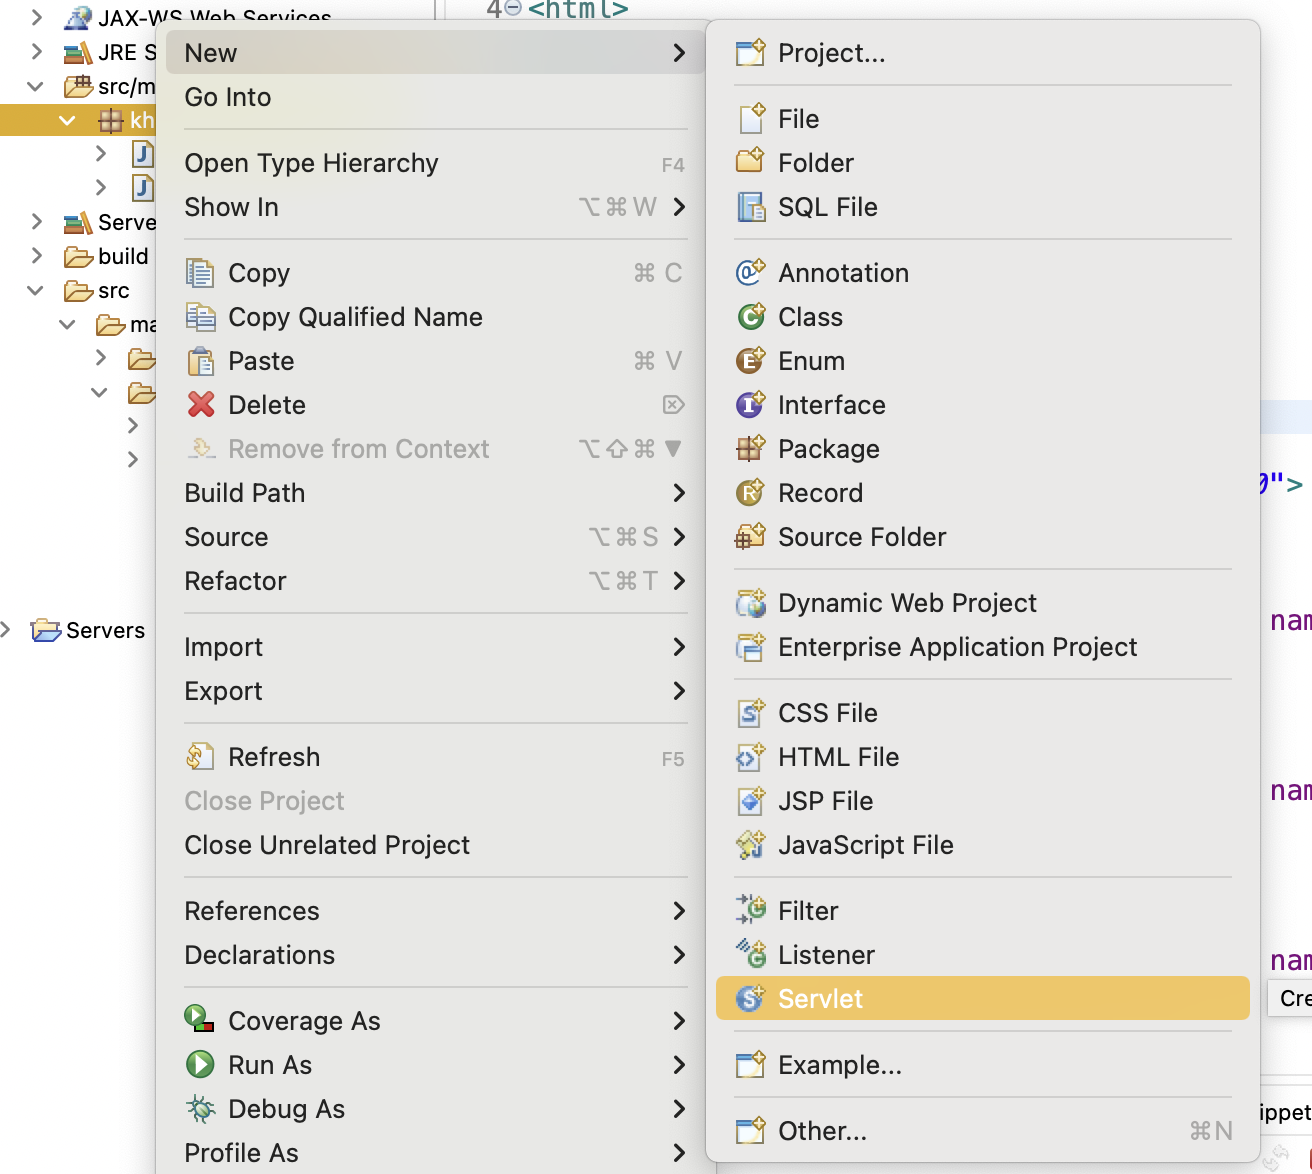 4 <html>
JAX-WS Web Services
JRE S
src/m
kh
Serve
build
src
ma
Servers
New
Go Into
Open Type Hierarchy F4
Show In ⌥⌘W
Copy ⌘C
Copy Qualified Name
Paste ⌘V
Delete ⌦
Remove from Context ⌥⇧⌘▼
Build Path
Source ⌥⌘S
Refactor ⌥⌘T
Import
Export
Refresh F5
Close Project
Close Unrelated Project
References
Declarations
Coverage As
Run As
Debug As
Profile As
Project...
File
Folder
SQL File
Annotation
Class
Enum
Interface
Package
Record
Source Folder
Dynamic Web Project
Enterprise Application Project
CSS File
HTML File
JSP File
JavaScript File
Filter
Listener
Servlet
Example...
Other... ⌘N
0">
nam
nam
nam
Cre
ippet